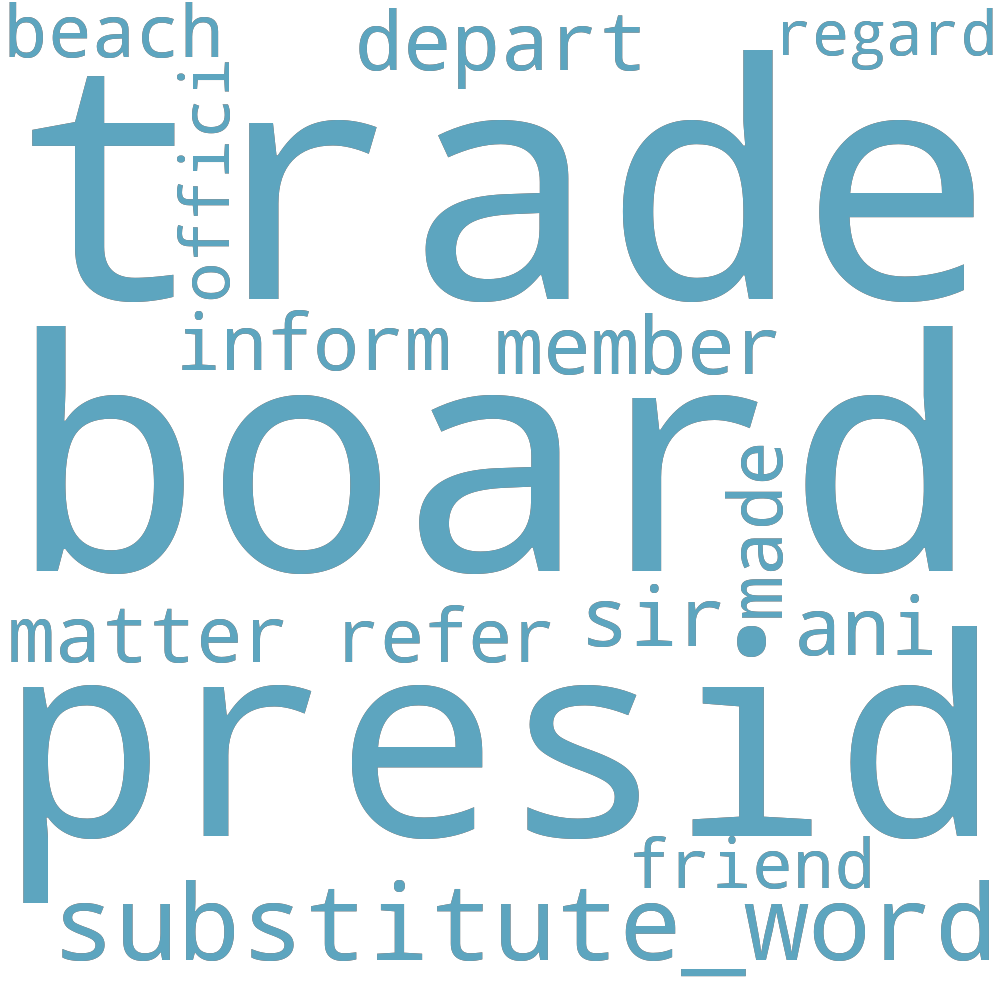 beach depart regard
offici
trade
inform member
board
made
matter refer sir ani
presid
friend
substitute_word